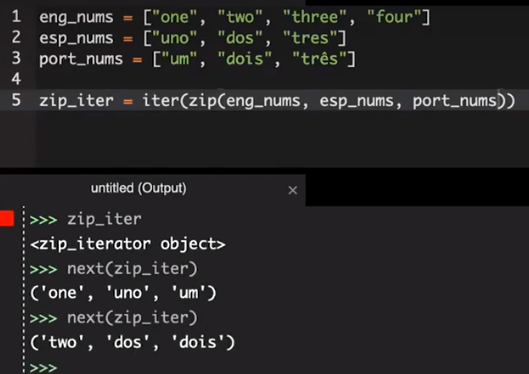 1 eng_nums = ["one", "two", "three", "four"]
2 esp_nums = ["uno", "dos", "tres"]
3 port_nums = ["um", "dois", "três"]
4
5 zip_iter = iter(zip(eng_nums, esp_nums, port_nums))
untitled (Output) ×
>>> zip_iter
<zip_iterator object>
>>> next(zip_iter)
('one', 'uno', 'um')
>>> next(zip_iter)
('two', 'dos', 'dois')
>>>